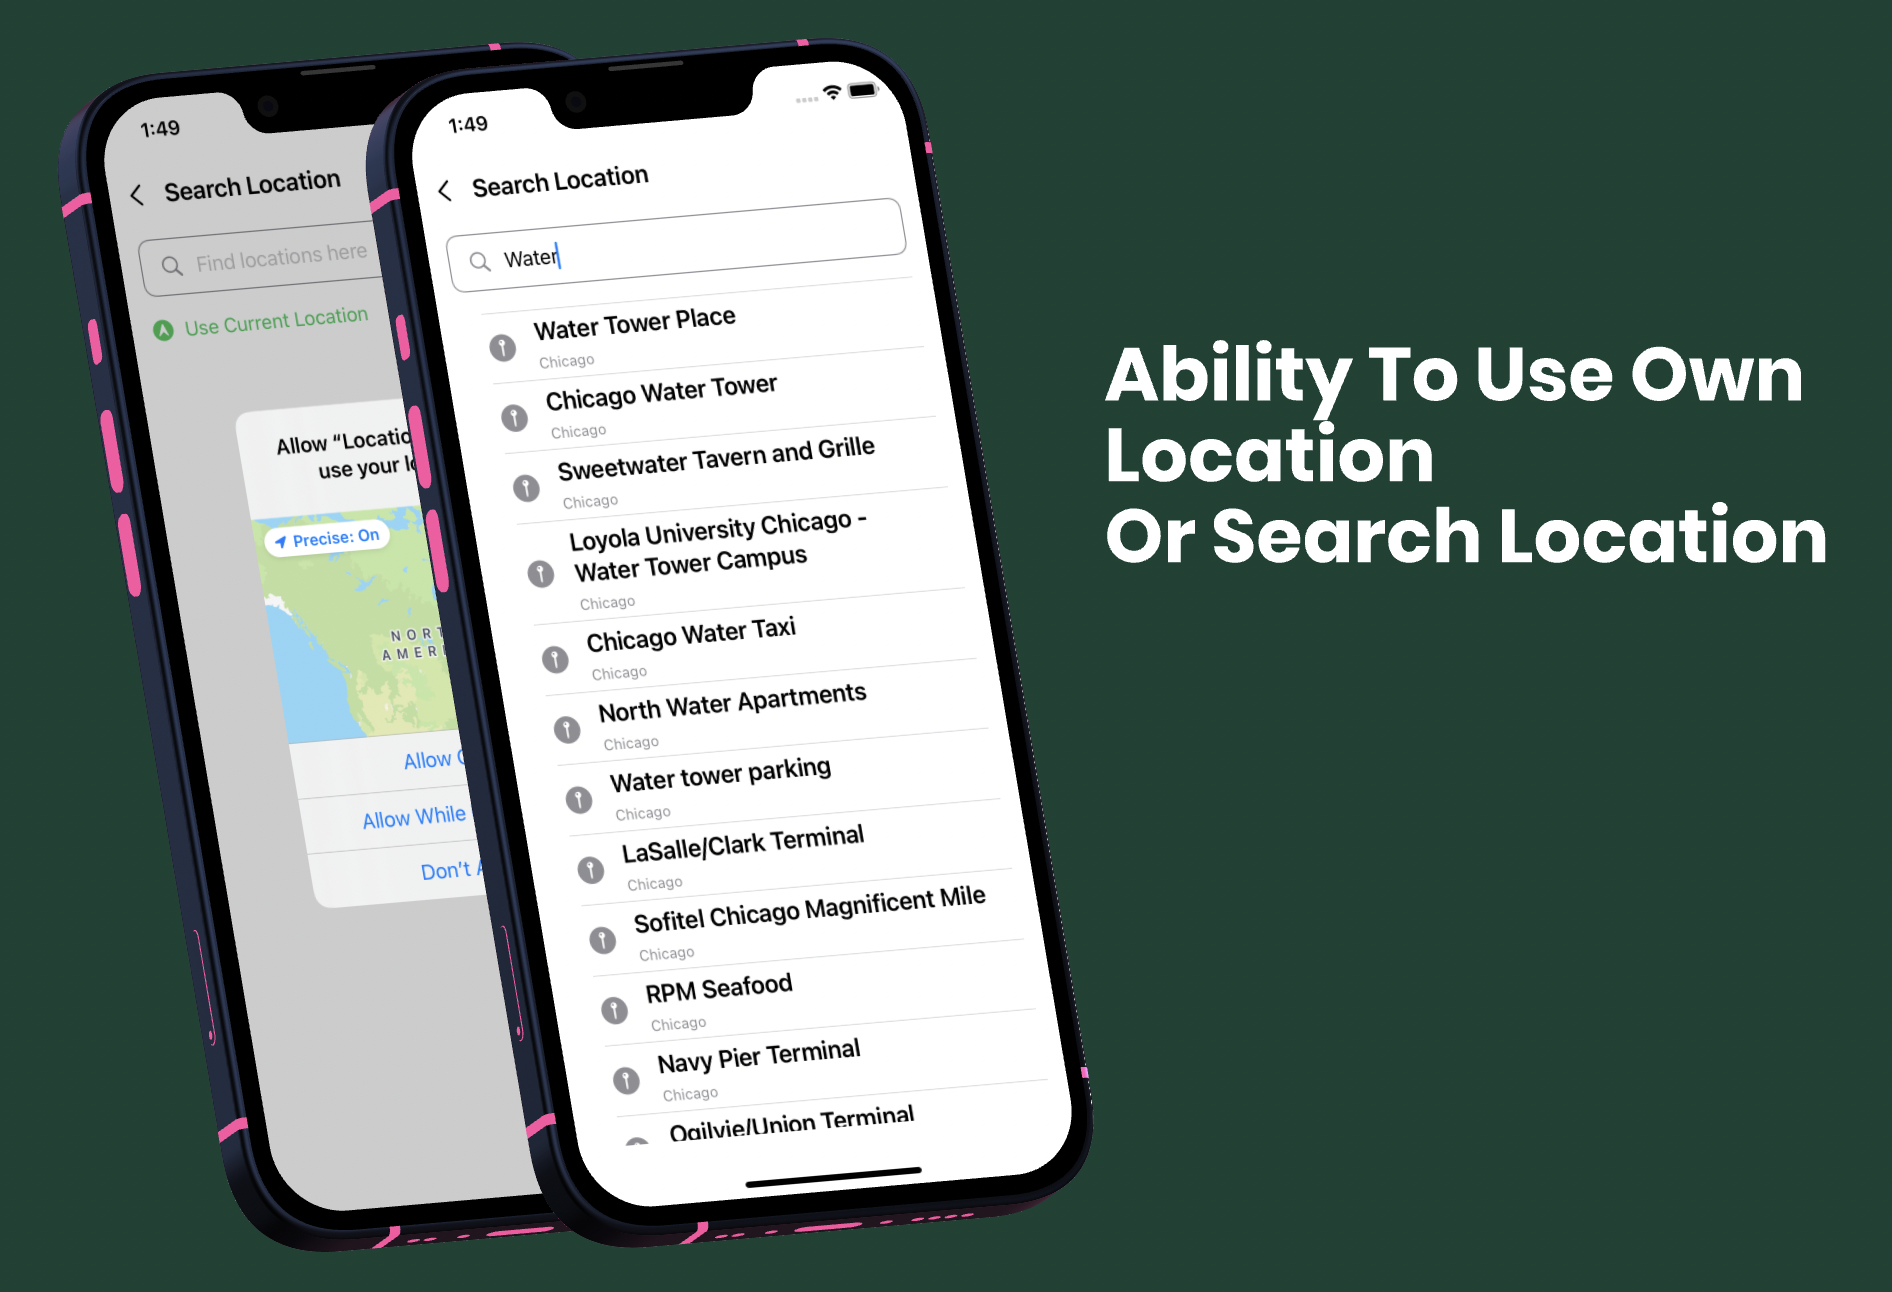 1:49
Search Location
Find locations here
Use Current Location
Allow “
use your
Precise: On
Allow
Allow While
Don’t
1:49
Search Location
Water
Water Tower Place
Chicago
Chicago Water Tower
Chicago
Sweetwater Tavern and Grille
Chicago
Loyola University Chicago -
Water Tower Campus
Chicago
Chicago Water Taxi
Chicago
North Water Apartments
Chicago
Water tower parking
Chicago
LaSalle/Clark Terminal
Chicago
Sofitel Chicago Magnificent Mile
Chicago
RPM Seafood
Chicago
Navy Pier Terminal
Chicago
Ogilvie/Union Terminal
Ability To Use Own
Location
Or Search Location